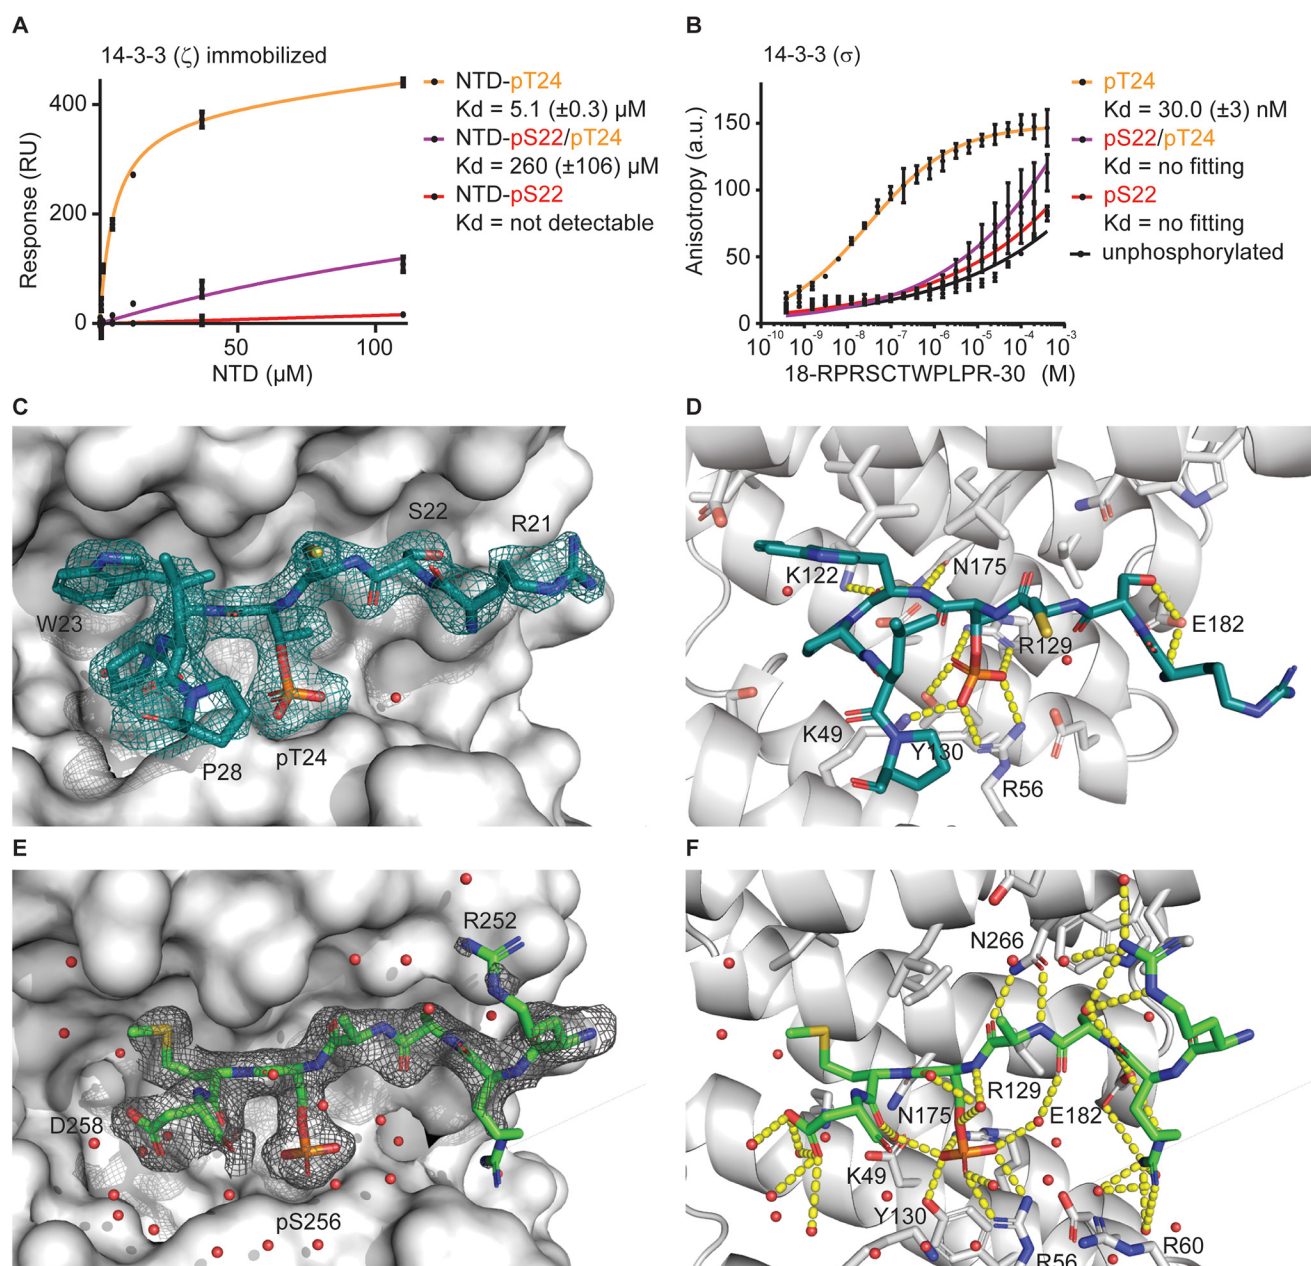 A
14-3-3 (ζ) immobilized
Response (RU)
400
200
0
50
100
NTD (µM)
NTD-pT24
Kd = 5.1 (±0.3) µM
NTD-pS22/pT24
Kd = 260 (±106) µM
NTD-pS22
Kd = not detectable
B
14-3-3 (σ)
Anisotropy (a.u.)
150
100
50
0
10-10 10-9 10-8 10-7 10-6 10-5 10-4 10-3
18-RPRSCTWPLPR-30 (M)
pT24
Kd = 30.0 (±3) nM
pS22/pT24
Kd = no fitting
pS22
Kd = no fitting
unphosphorylated
C
S22
R21
W23
P28
pT24
D
K122
N175
R129
E182
K49
Y130
R56
E
R252
D258
pS256
F
N266
R129
N175
E182
K49
Y130
R56
R60